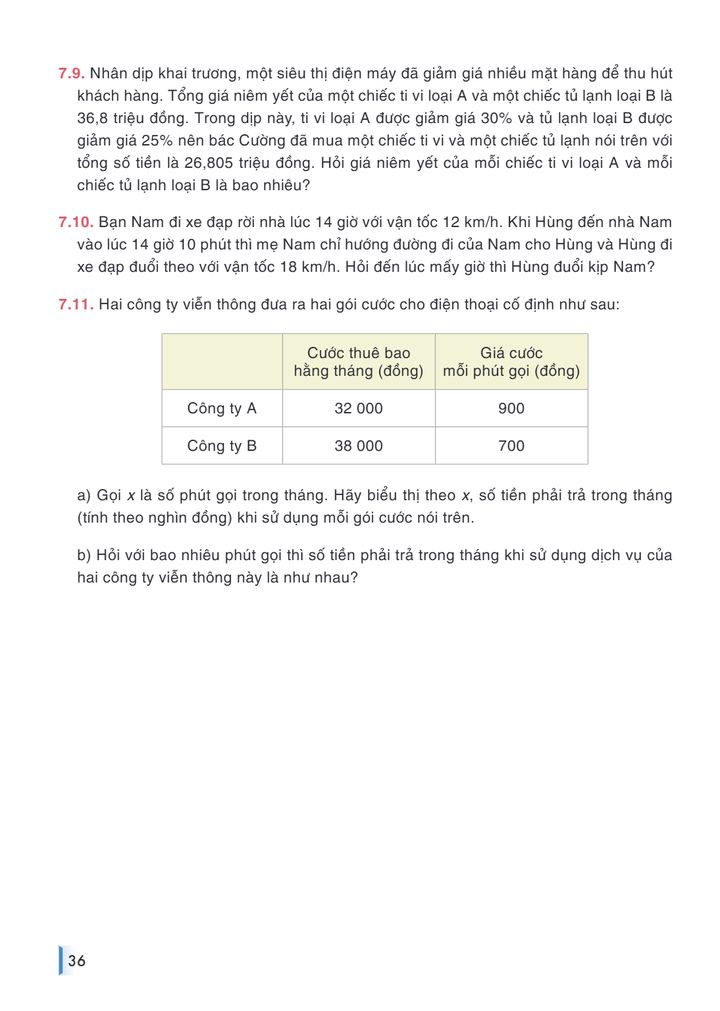 7.9. Nhân dịp khai trương, một siêu thị điện máy đã giảm giá nhiều mặt hàng để thu hút
khách hàng. Tổng giá niêm yết của một chiếc ti vi loại A và một chiếc tủ lạnh loại B là
36,8 triệu đồng. Trong dịp này, ti vi loại A được giảm giá 30% và tủ lạnh loại B được
giảm giá 25% nên bác Cường đã mua một chiếc ti vi và một chiếc tủ lạnh nói trên với
tổng số tiền là 26,805 triệu đồng. Hỏi giá niêm yết của mỗi chiếc ti vi loại A và mỗi
chiếc tủ lạnh loại B là bao nhiêu?
7.10. Bạn Nam đi xe đạp rời nhà lúc 14 giờ với vận tốc 12 km/h. Khi Hùng đến nhà Nam
vào lúc 14 giờ 10 phút thì mẹ Nam chỉ hướng đường đi của Nam cho Hùng và Hùng đi
xe đạp đuổi theo với vận tốc 18 km/h. Hỏi đến lúc mấy giờ thì Hùng đuổi kịp Nam?
7.11. Hai công ty viễn thông đưa ra hai gói cước cho điện thoại cố định như sau:
Cước thuê bao Giá cước
hằng tháng (đồng) mỗi phút gọi (đồng)
Công ty A 32 000 900
Công ty B 38 000 700
a) Gọi x là số phút gọi trong tháng. Hãy biểu thị theo x, số tiền phải trả trong tháng
(tính theo nghìn đồng) khi sử dụng mỗi gói cước nói trên.
b) Hỏi với bao nhiêu phút gọi thì số tiền phải trả trong tháng khi sử dụng dịch vụ của
hai công ty viễn thông này là như nhau?
36